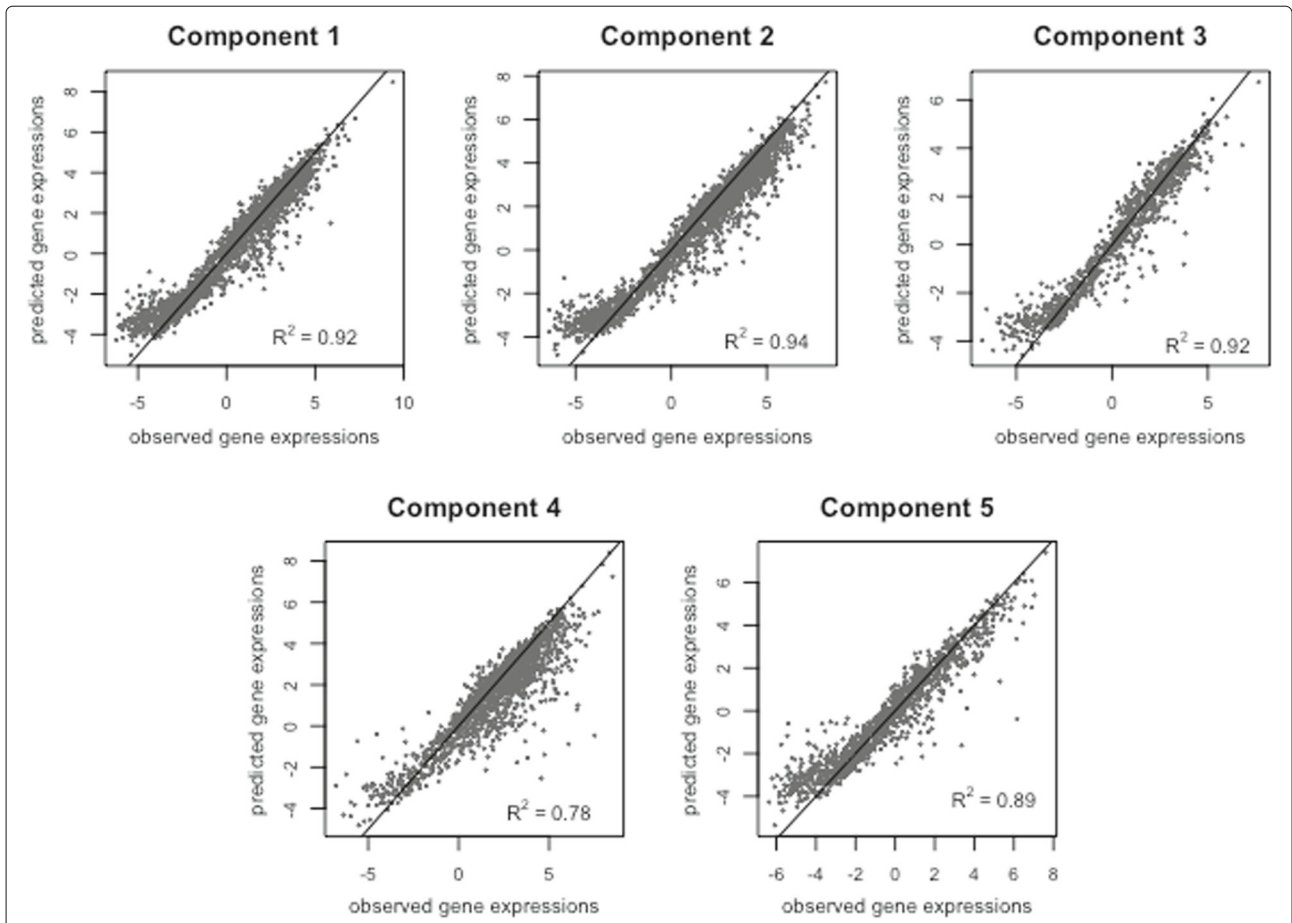 Component 1
predicted gene expressions
8
6
4
2
0
-2
-4
R² = 0.92
-5 0 5 10
observed gene expressions
Component 2
predicted gene expressions
8
6
4
2
0
-2
-4
R² = 0.94
-5 0 5
observed gene expressions
Component 3
predicted gene expressions
6
4
2
0
-2
-4
R² = 0.92
-5 0 5
observed gene expressions
Component 4
predicted gene expressions
8
6
4
2
0
-2
-4
R² = 0.78
-5 0 5
observed gene expressions
Component 5
predicted gene expressions
6
4
2
0
-2
-4
R² = 0.89
-6 -4 -2 0 2 4 6 8
observed gene expressions